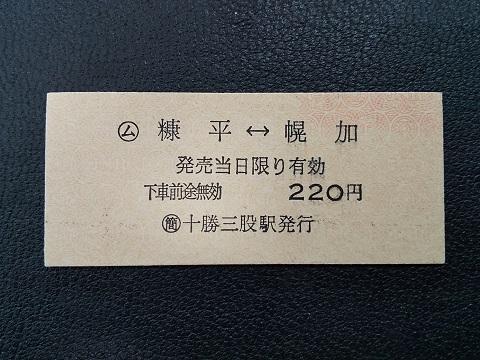 ㋰ 糠平↔幌加
発売当日限り有効
下車前途無効 220円
㊢十勝三股駅発行